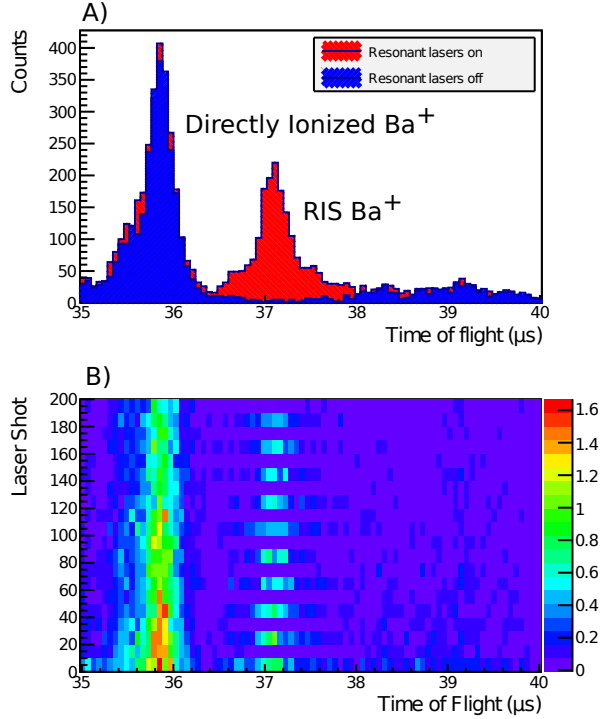 A)
Counts
400
350
300
250
200
150
100
50
0
Resonant lasers on
Resonant lasers off
Directly Ionized Ba+
RIS Ba+
35 36 37 38 39 40
Time of flight (µs)
B)
Laser Shot
200
180
160
140
120
100
80
60
40
20
0
1.6
1.4
1.2
1
0.8
0.6
0.4
0.2
0
35 36 37 38 39 40
Time of Flight (µs)